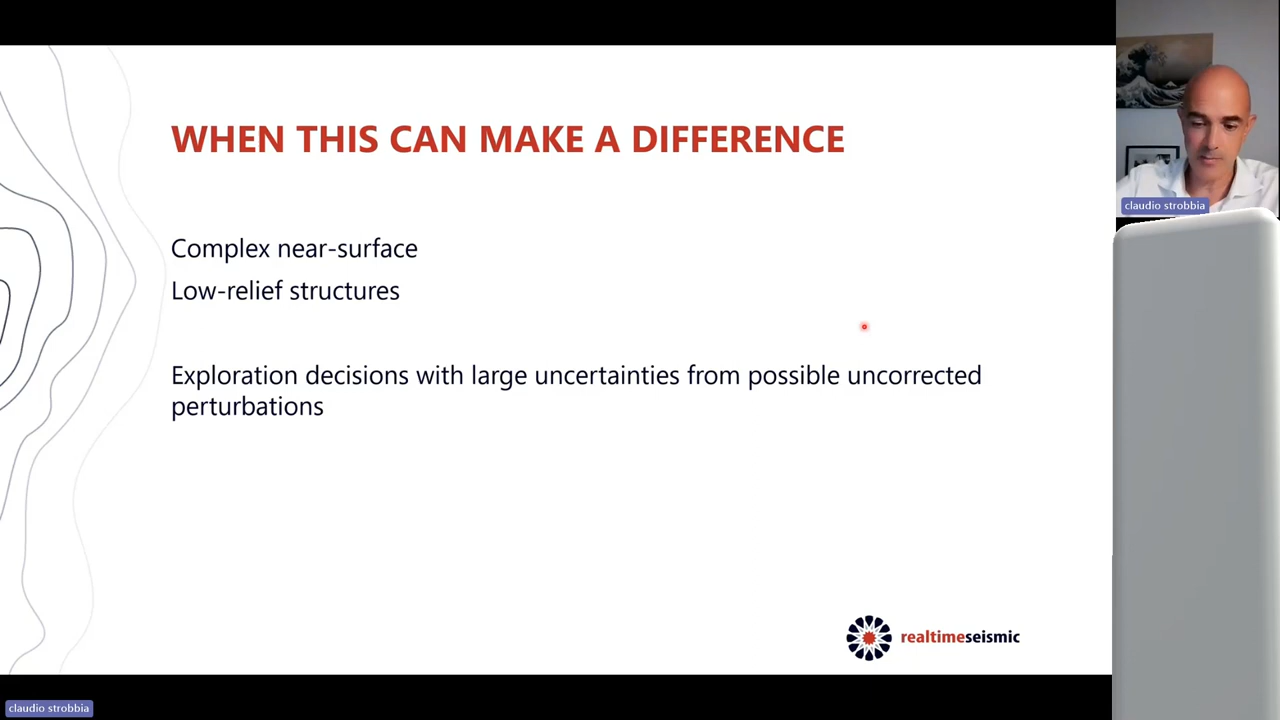 WHEN THIS CAN MAKE A DIFFERENCE
Complex near-surface
Low-relief structures
Exploration decisions with large uncertainties from possible uncorrected
perturbations
realtimeseismic
claudio strobbia
claudio strobbia